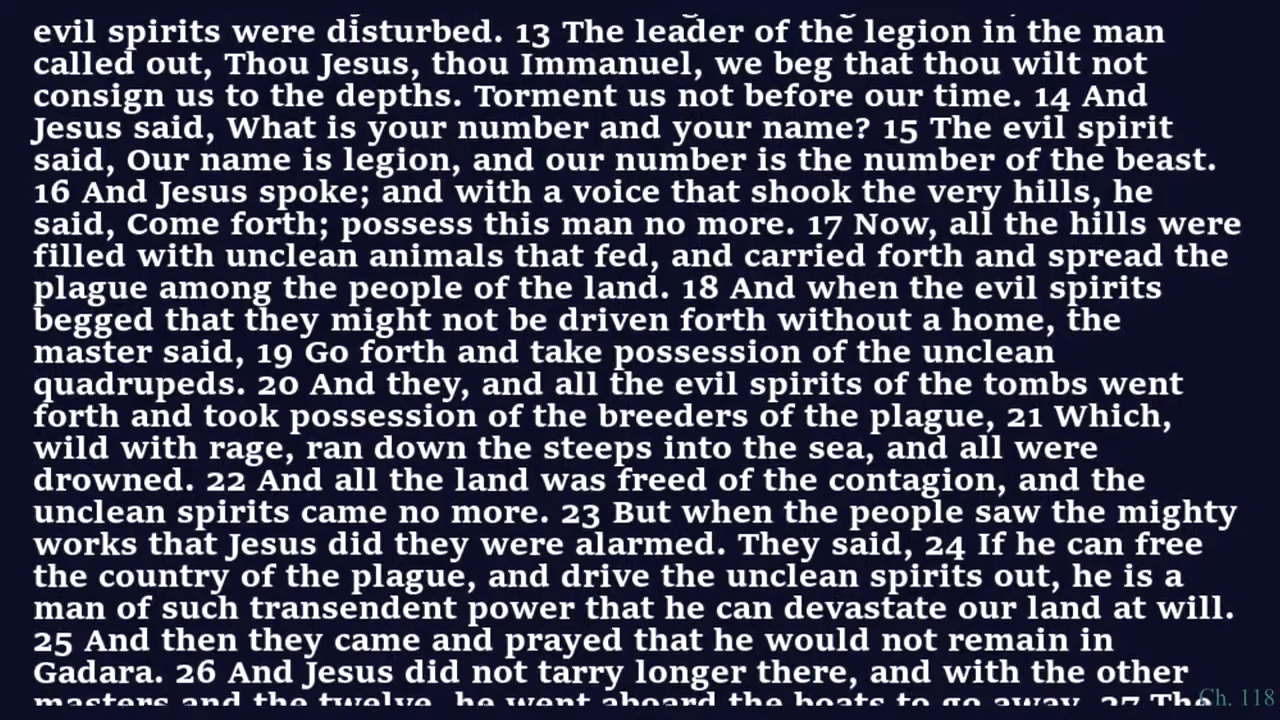 evil spirits were disturbed. 13 The leader of the legion in the man
called out, Thou Jesus, thou Immanuel, we beg that thou wilt not
consign us to the depths. Torment us not before our time. 14 And
Jesus said, What is your number and your name? 15 The evil spirit
said, Our name is legion, and our number is the number of the beast.
16 And Jesus spoke; and with a voice that shook the very hills, he
said, Come forth; possess this man no more. 17 Now, all the hills were
filled with unclean animals that fed, and carried forth and spread the
plague among the people of the land. 18 And when the evil spirits
begged that they might not be driven forth without a home, the
master said, 19 Go forth and take possession of the unclean
quadrupeds. 20 And they, and all the evil spirits of the tombs went
forth and took possession of the breeders of the plague, 21 Which,
wild with rage, ran down the steeps into the sea, and all were
drowned. 22 And all the land was freed of the contagion, and the
unclean spirits came no more. 23 But when the people saw the mighty
works that Jesus did they were alarmed. They said, 24 If he can free
the country of the plague, and drive the unclean spirits out, he is a
man of such transendent power that he can devastate our land at will.
25 And then they came and prayed that he would not remain in
Gadara. 26 And Jesus did not tarry longer there, and with the other
masters and the twelve, he went aboard the boats to go away. 27 The
Ch. 118